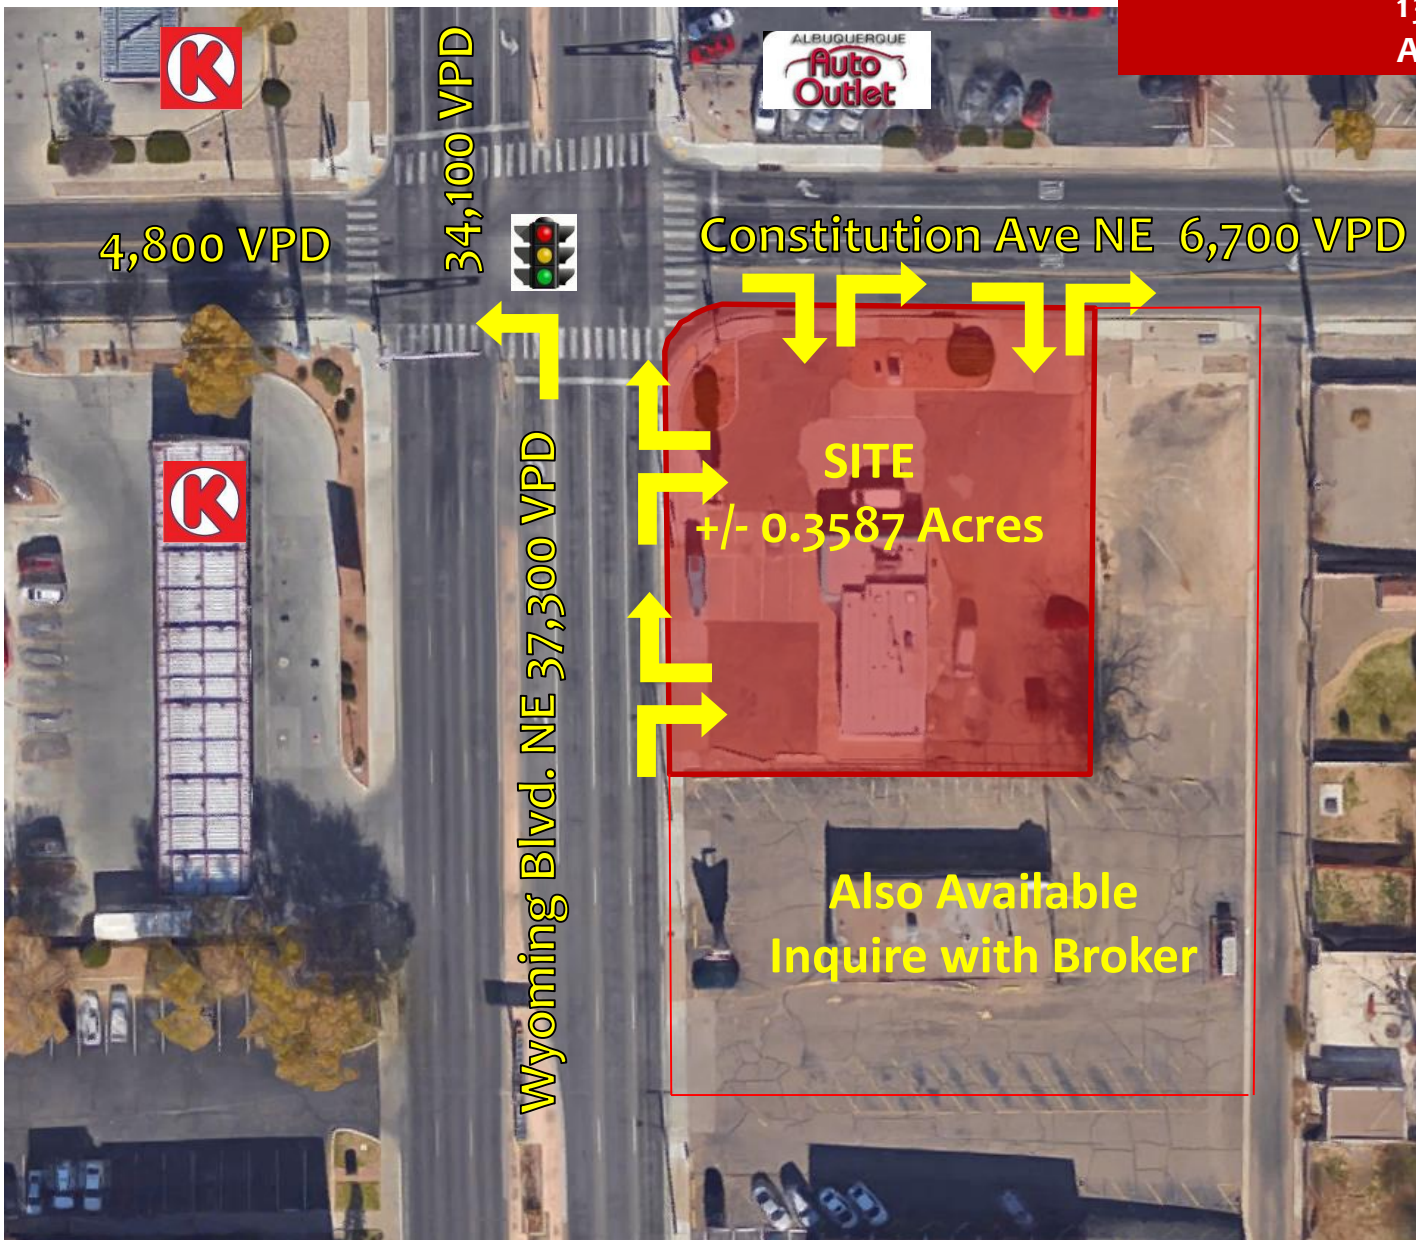 ALBUQUERQUE
Auto
Outlet
K
34,100 VPD
4,800 VPD
Constitution Ave NE 6,700 VPD
K
SITE
+/- 0.3587 Acres
Wyoming Blvd. NE 37,300 VPD
Also Available
Inquire with Broker